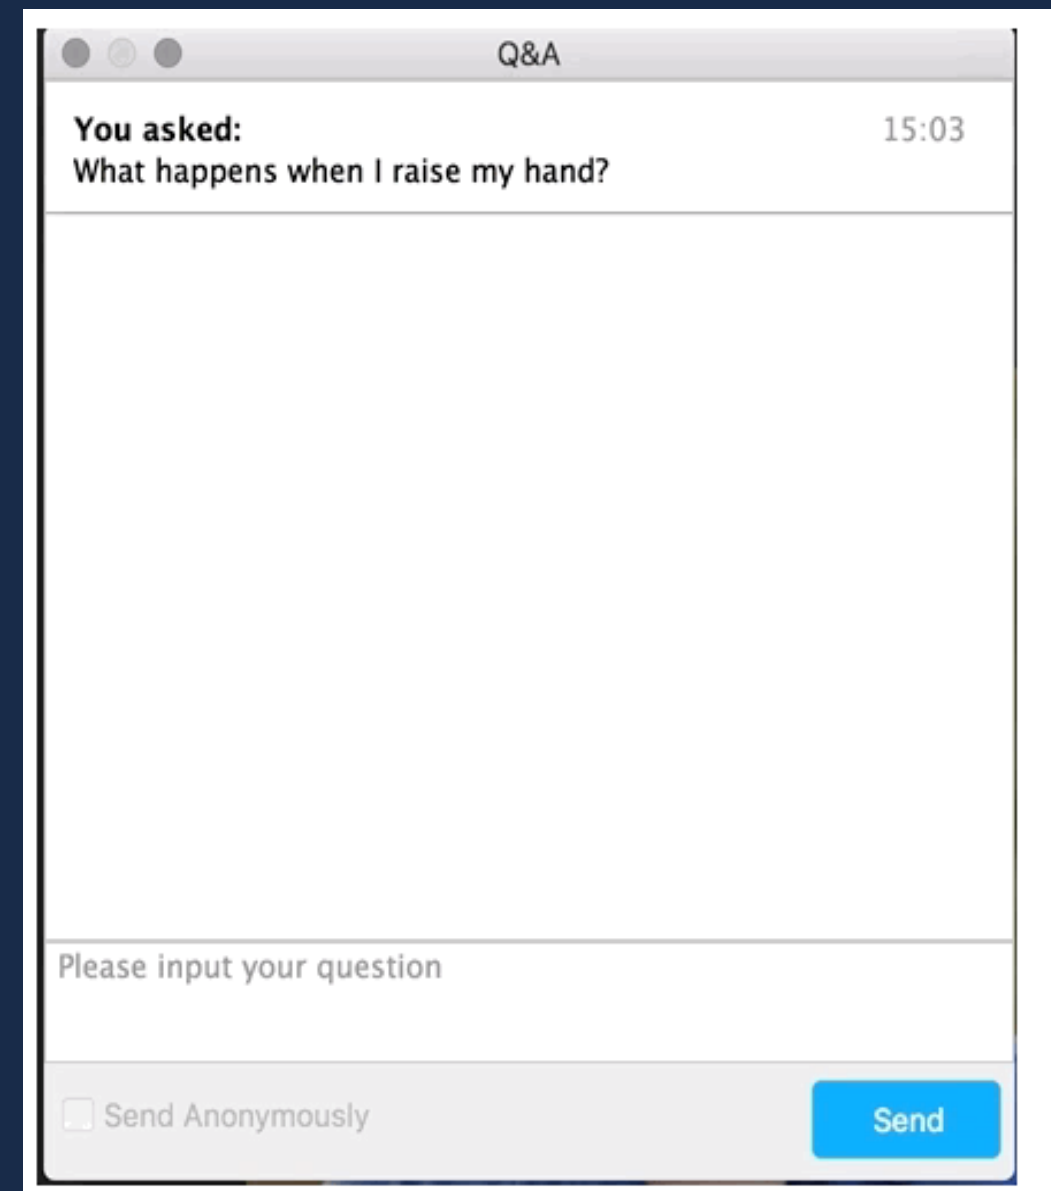 Q&A
You asked: 15:03
What happens when I raise my hand?
Please input your question
Send Anonymously
Send